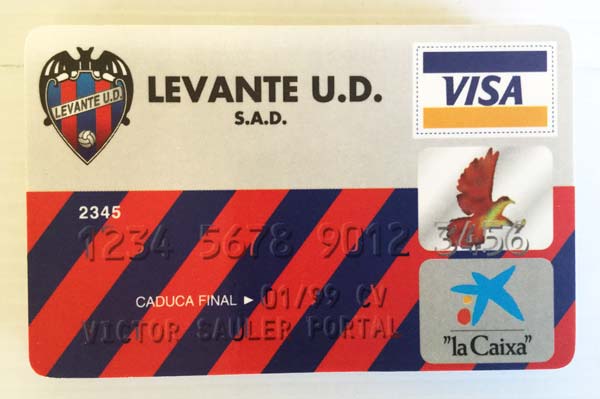 LEVANTE U.D.
LEVANTE U.D.
S.A.D.
VISA
2345
1234 5678 9012 3456
CADUCA FINAL ► 01/99 CV
VICTOR SAULER PORTAL
"la Caixa"